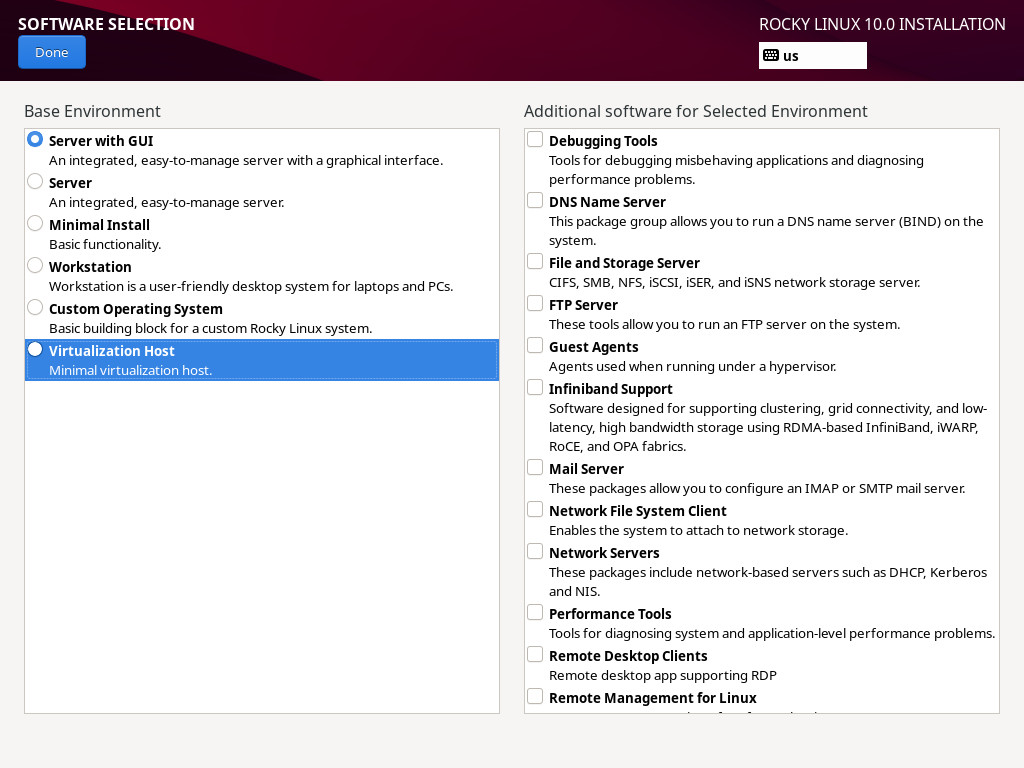 SOFTWARE SELECTION
Done
ROCKY LINUX 10.0 INSTALLATION
us
Base Environment
Server with GUI
An integrated, easy-to-manage server with a graphical interface.
Server
An integrated, easy-to-manage server.
Minimal Install
Basic functionality.
Workstation
Workstation is a user-friendly desktop system for laptops and PCs.
Custom Operating System
Basic building block for a custom Rocky Linux system.
Virtualization Host
Minimal virtualization host.
Additional software for Selected Environment
Debugging Tools
Tools for debugging misbehaving applications and diagnosing
performance problems.
DNS Name Server
This package group allows you to run a DNS name server (BIND) on the
system.
File and Storage Server
CIFS, SMB, NFS, iSCSI, iSER, and iSNS network storage server.
FTP Server
These tools allow you to run an FTP server on the system.
Guest Agents
Agents used when running under a hypervisor.
Infiniband Support
Software designed for supporting clustering, grid connectivity, and low-
latency, high bandwidth storage using RDMA-based InfiniBand, iWARP,
RoCE, and OPA fabrics.
Mail Server
These packages allow you to configure an IMAP or SMTP mail server.
Network File System Client
Enables the system to attach to network storage.
Network Servers
These packages include network-based servers such as DHCP, Kerberos
and NIS.
Performance Tools
Tools for diagnosing system and application-level performance problems.
Remote Desktop Clients
Remote desktop app supporting RDP
Remote Management for Linux